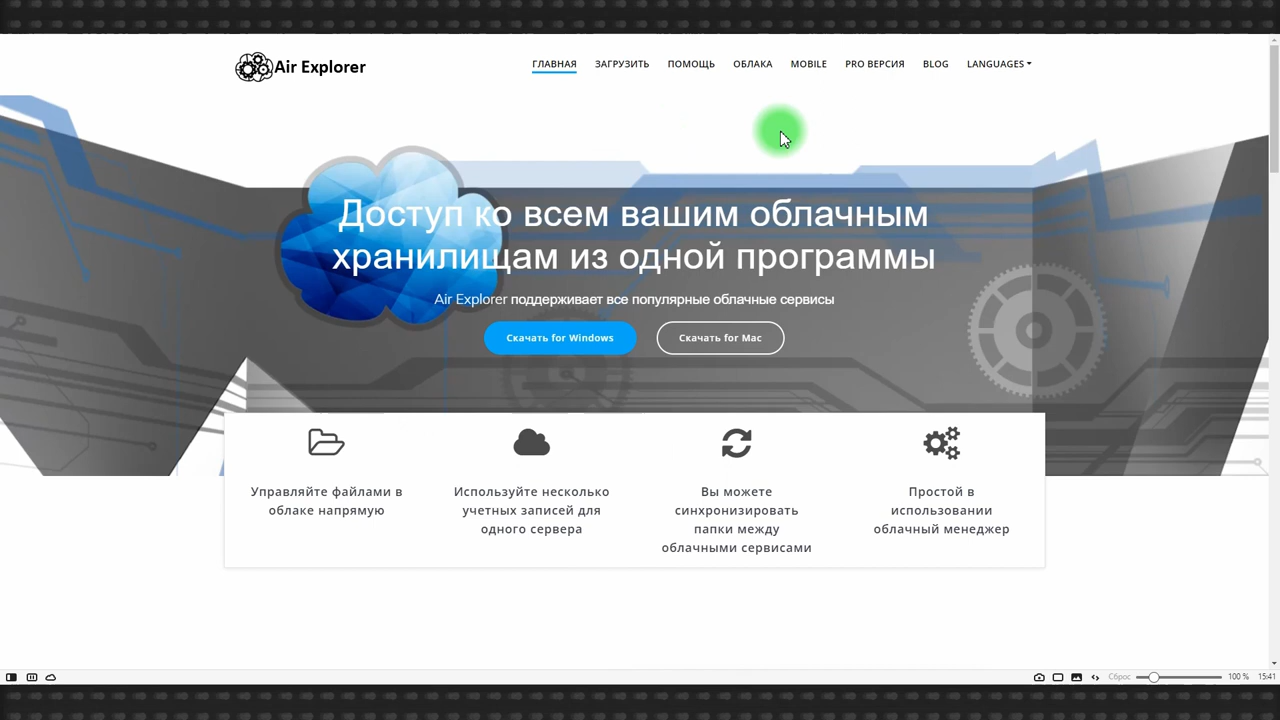 Air Explorer
ГЛАВНАЯ ЗАГРУЗИТЬ ПОМОЩЬ ОБЛАКА MOBILE PRO ВЕРСИЯ BLOG LANGUAGES
Доступ ко всем вашим облачным
хранилищам из одной программы
Air Explorer поддерживает все популярные облачные сервисы
Скачать for Windows
Скачать for Mac
Управляйте файлами в
облаке напрямую
Используйте несколько
учетных записей для
одного сервера
Вы можете
синхронизировать
папки между
облачными сервисами
Простой в
использовании
облачный менеджер
Сброс 100 % 15:41